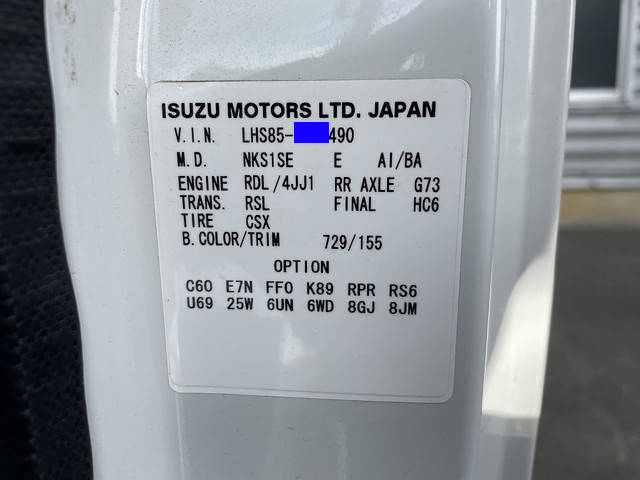 ISUZU MOTORS LTD. JAPAN
V.I.N. LHS85- 490
M.D. NKS1SE E AI/BA
ENGINE RDL/4JJ1 RR AXLE G73
TRANS. RSL FINAL HC6
TIRE CSX
B.COLOR/TRIM 729/155
OPTION
C60 E7N FF0 K89 RPR RS6
U69 25W 6UN 6WD 8GJ 8JM